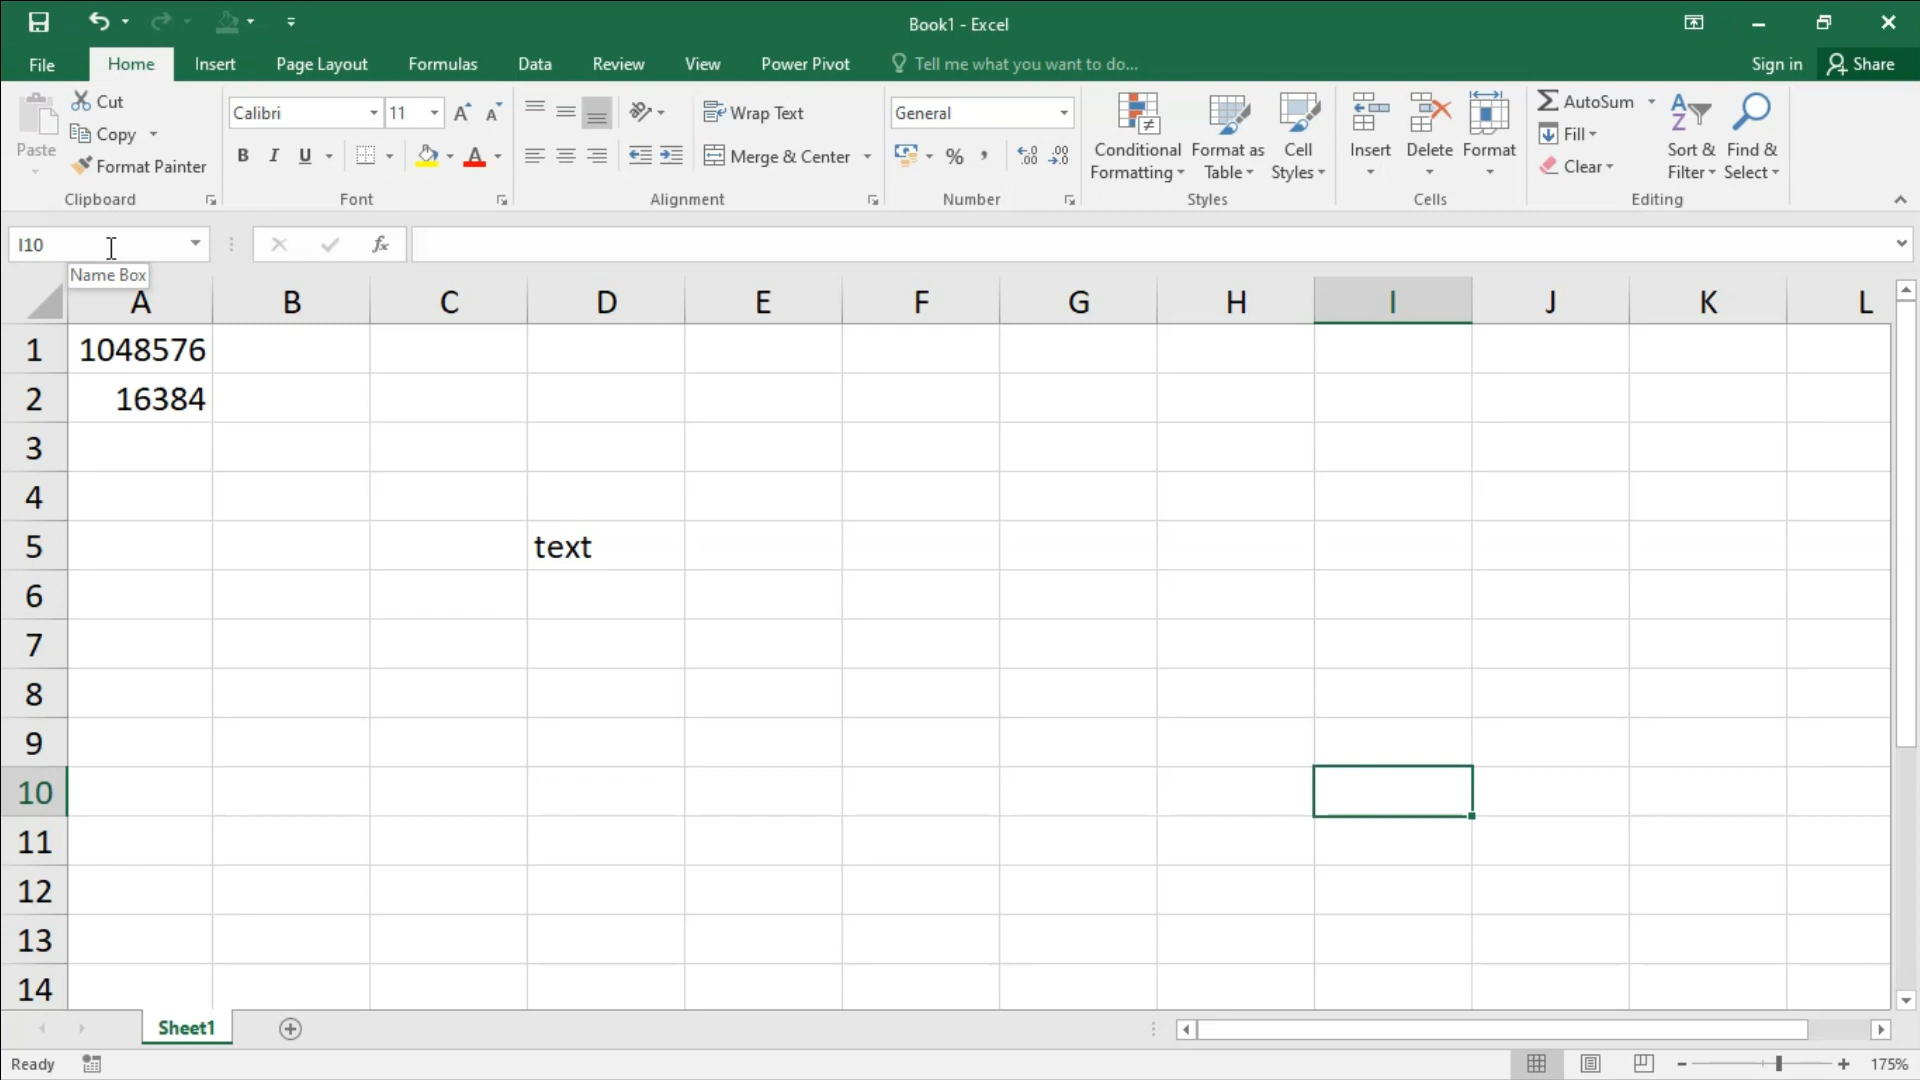 Book1 - Excel
File Home Insert Page Layout Formulas Data Review View Power Pivot Tell me what you want to do... Sign in Share
Paste
Cut
Copy
Format Painter
Clipboard
Calibri 11
B I U A
Font
Wrap Text
Merge & Center
Alignment
General
% ,
Number
Conditional Formatting
Format as Table
Cell Styles
Styles
Insert Delete Format
Cells
AutoSum
Fill
Clear
Sort & Filter
Find & Select
Editing
I10 fx
Name Box
A B C D E F G H I J K L
1 1048576
2 16384
3
4
5 text
6
7
8
9
10
11
12
13
14
Sheet1
Ready 175%